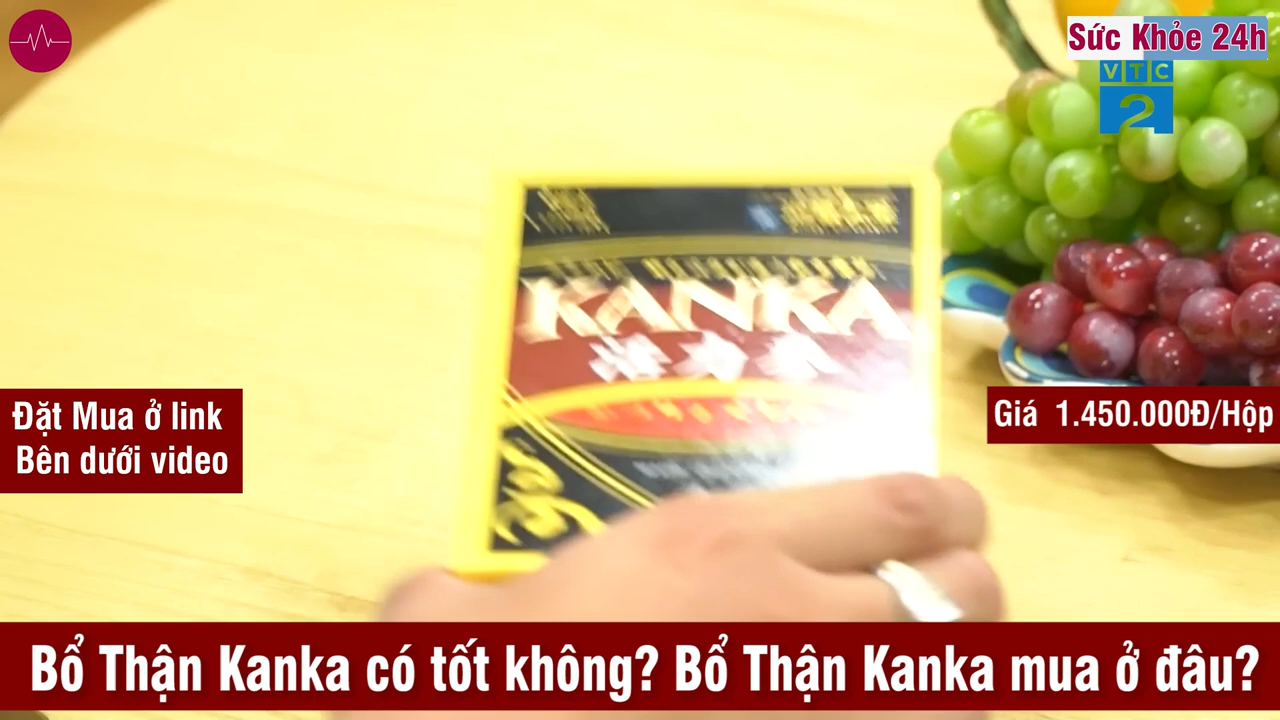 Sức Khỏe 24h
VTC
2
KANKA
Đặt Mua ở link
Bên dưới video
Giá 1.450.000Đ/Hộp
Bổ Thận Kanka có tốt không? Bổ Thận Kanka mua ở đâu?